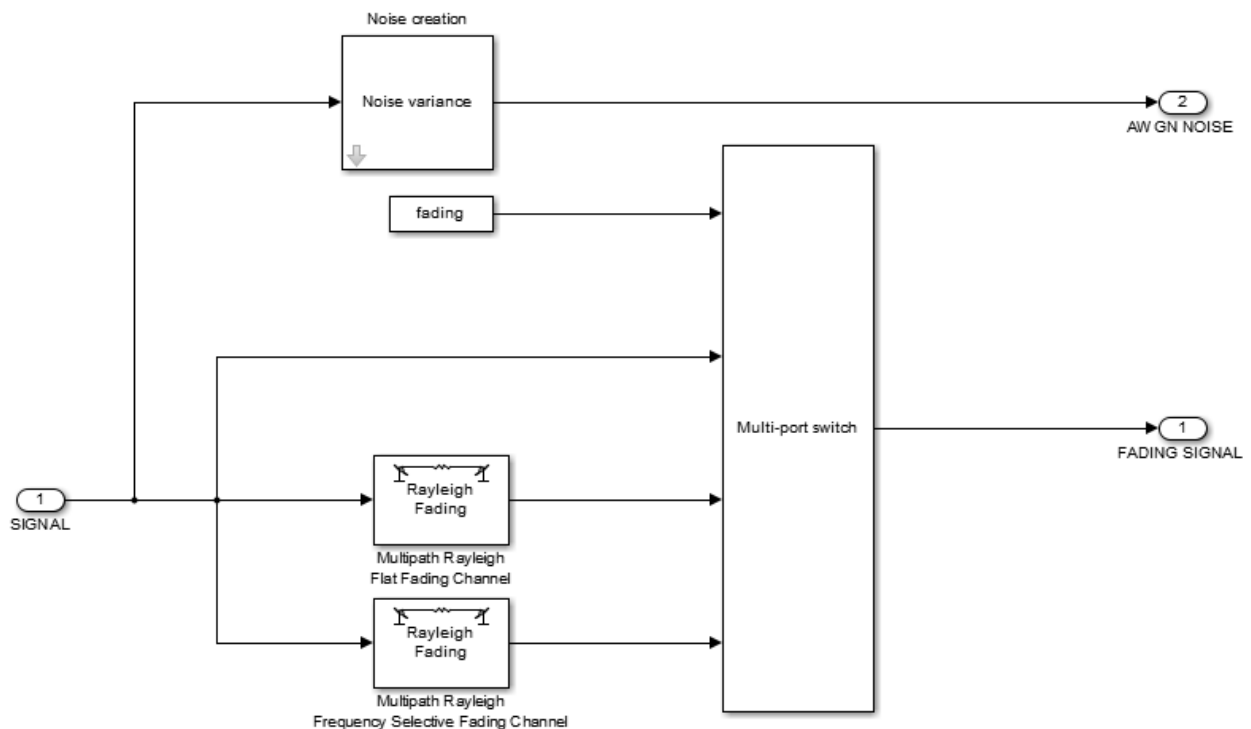 Noise creation
Noise variance
2
AW GN NOISE
fading
Multi-port switch
1
FADING SIGNAL
1
SIGNAL
Rayleigh
Fading
Multipath Rayleigh
Flat Fading Channel
Rayleigh
Fading
Multipath Rayleigh
Frequency Selective Fading Channel